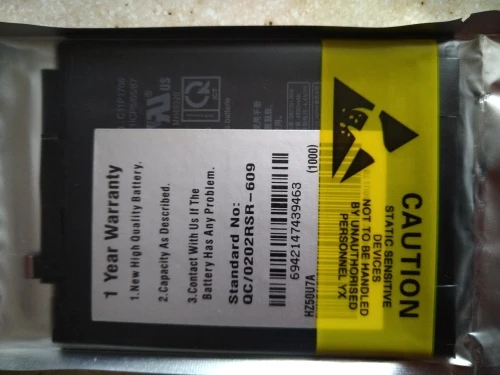 1 Year Warranty
1.New High Quality Battery.
2.Capacity As Described.
3.Contact With Us If The
Battery Has Any Problem.
Standard No:
QC/0202RSR-609
6942147439463
(1000)
HZ50U7A
CAUTION
STATIC SENSITIVE
DEVICES
NOT TO BE HANDLED
BY UNAUTHORISED
PERSONNEL YX
US